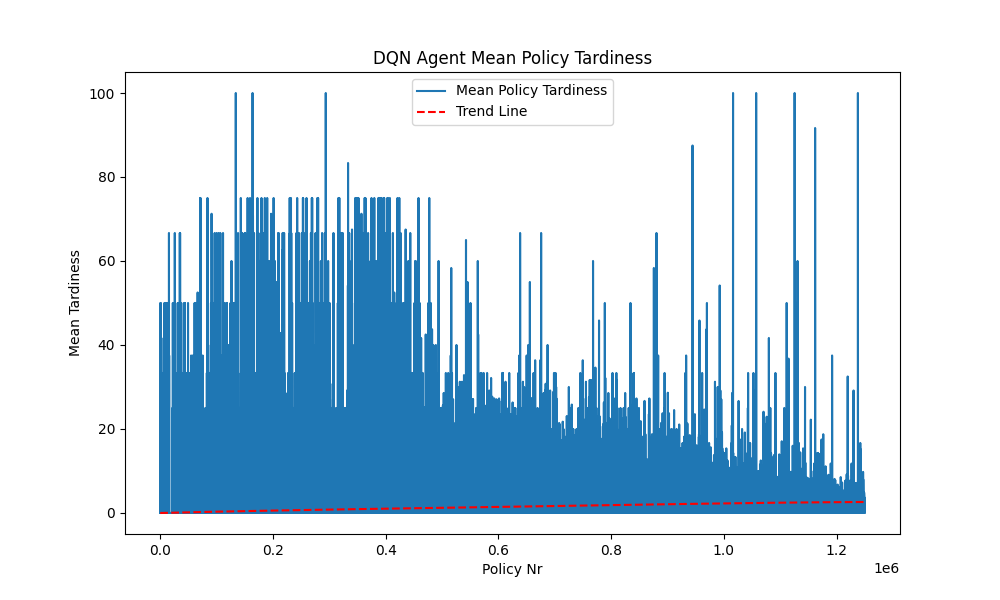 DQN Agent Mean Policy Tardiness
Mean Policy Tardiness
Trend Line
100
80
60
40
20
0
Mean Tardiness
0.0 0.2 0.4 0.6 0.8 1.0 1.2
1e6
Policy Nr